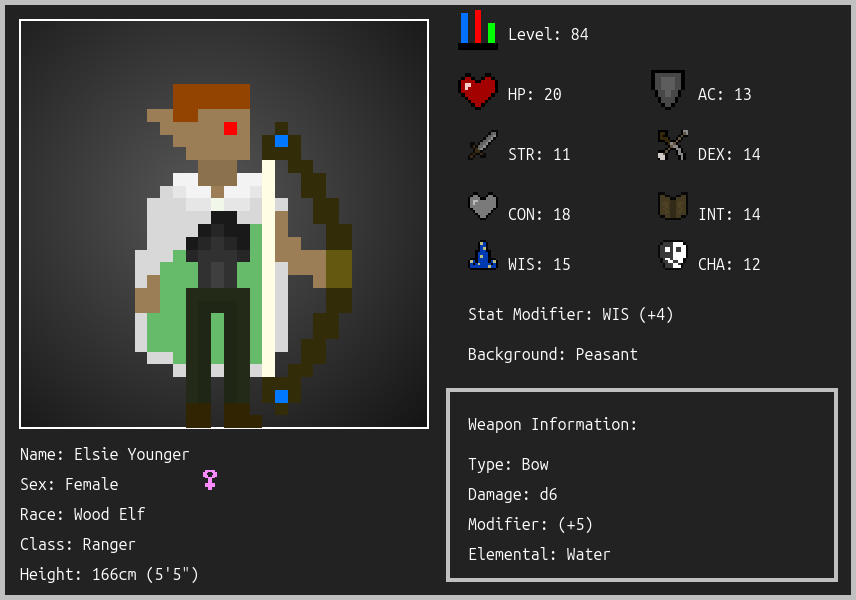 Level: 84
HP: 20
AC: 13
STR: 11
DEX: 14
CON: 18
INT: 14
WIS: 15
CHA: 12
Stat Modifier: WIS (+4)
Background: Peasant
Weapon Information:
Type: Bow
Damage: d6
Modifier: (+5)
Elemental: Water
Name: Elsie Younger
Sex: Female
Race: Wood Elf
Class: Ranger
Height: 166cm (5'5")